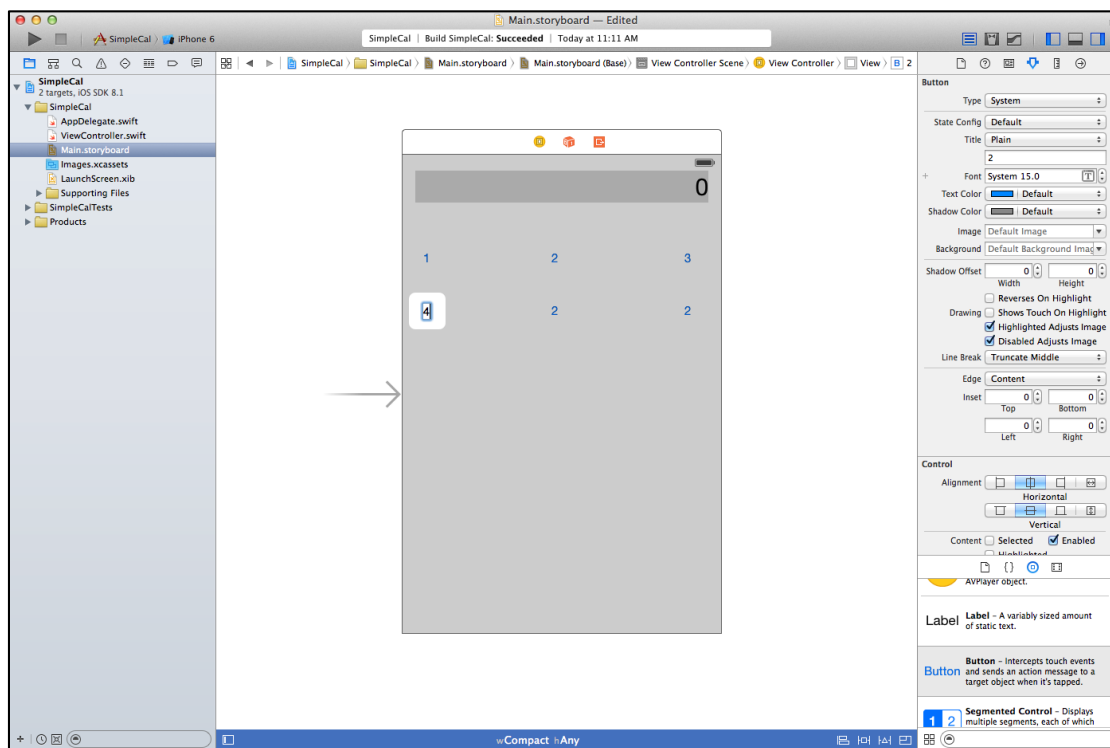 Main.storyboard — Edited
SimpleCal iPhone 6
SimpleCal | Build SimpleCal: Succeeded | Today at 11:11 AM
SimpleCal SimpleCal Main.storyboard Main.storyboard (Base) View Controller Scene View Controller View B 2
SimpleCal
2 targets, iOS SDK 8.1
SimpleCal
AppDelegate.swift
ViewController.swift
Main.storyboard
Images.xcassets
LaunchScreen.xib
Supporting Files
SimpleCalTests
Products
0
1 2 3
4 2 2
wCompact hAny
Button
Type System
State Config Default
Title Plain
2
Font System 15.0
Text Color Default
Shadow Color Default
Image Default Image
Background Default Background Imag
Shadow Offset 0 0
Width Height
Reverses On Highlight
Drawing Shows Touch On Highlight
Highlighted Adjusts Image
Disabled Adjusts Image
Line Break Truncate Middle
Edge Content
Inset 0 0
Top Bottom
0 0
Left Right
Control
Alignment
Horizontal
Vertical
Content Selected Enabled
Highlighted
AVPlayer object.
Label Label – A variably sized amount
of static text.
Button – Intercepts touch events
Button and sends an action message to a
target object when it's tapped.
Segmented Control – Displays
1 2 multiple segments, each of which